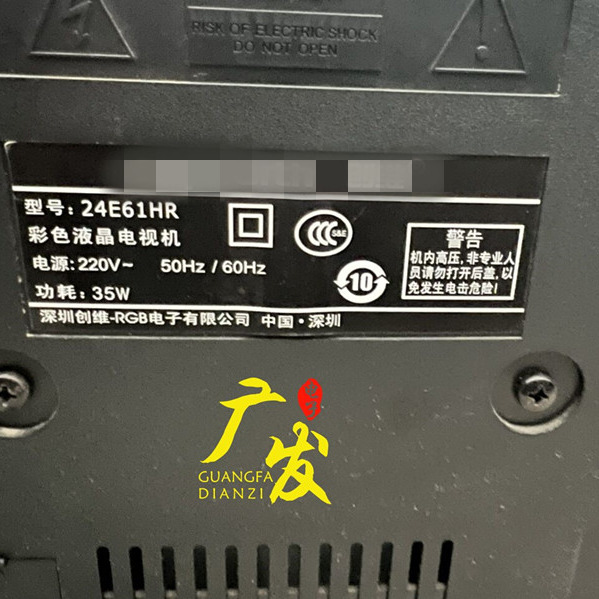 RISK OF ELECTRIC SHOCK
DO NOT OPEN
型号: 24E61HR
彩色液晶电视机
电源: 220V~ 50Hz / 60Hz
功耗: 35W
深圳创维-RGB电子有限公司 中国·深圳
S&E
10
警告
机内高压, 非专业人
员请勿打开后盖, 以
免发生电击危险!
广发
GUANGFA
DIANZI